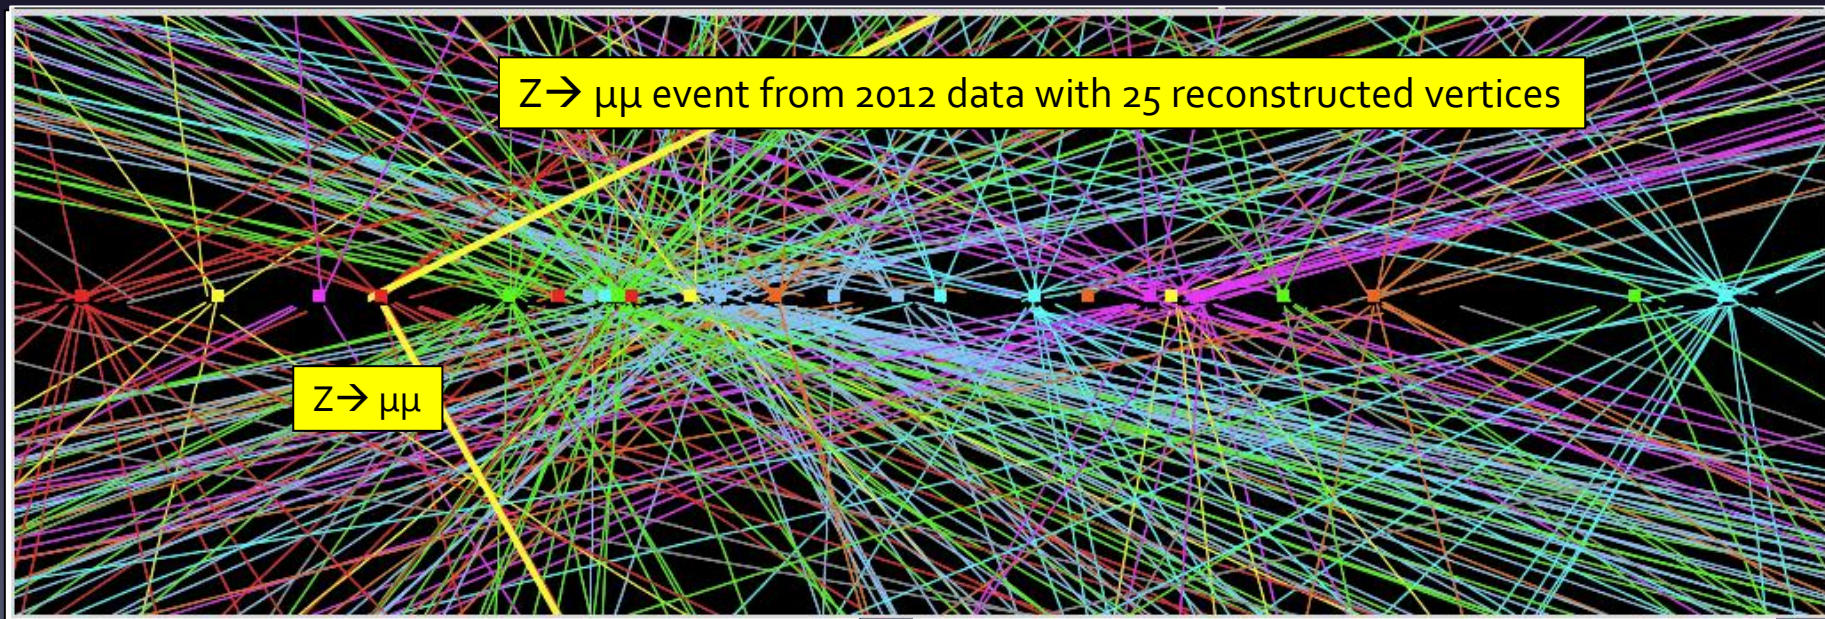 Z→ μμ event from 2012 data with 25 reconstructed vertices
Z→ μμ